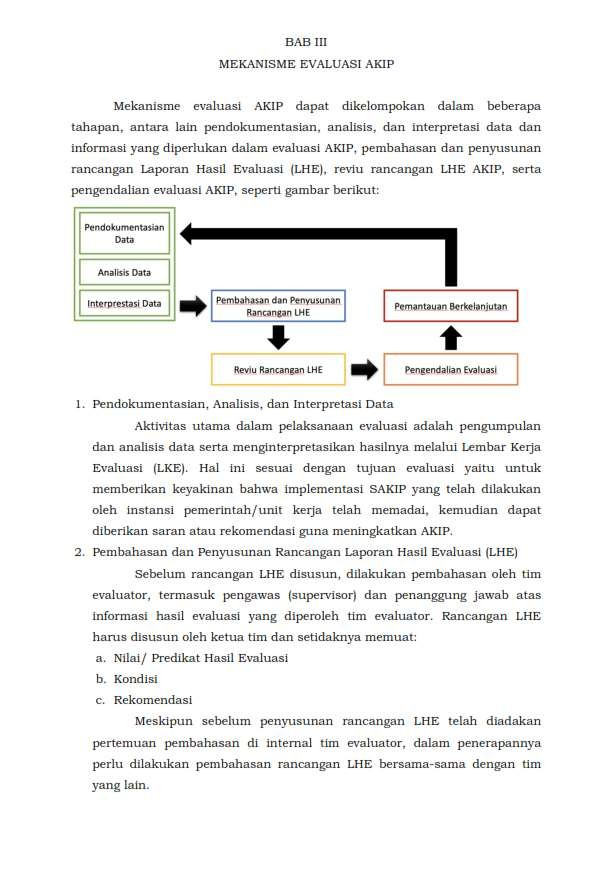 BAB III
MEKANISME EVALUASI AKIP
Mekanisme evaluasi AKIP dapat dikelompokan dalam beberapa
tahapan, antara lain pendokumentasian, analisis, dan interpretasi data dan
informasi yang diperlukan dalam evaluasi AKIP, pembahasan dan penyusunan
rancangan Laporan Hasil Evaluasi (LHE), reviu rancangan LHE AKIP, serta
pengendalian evaluasi AKIP, seperti gambar berikut:
Pendokumentasian
Data
Analisis Data
Interprestasi Data
Pembahasan dan Penyusunan
Rancangan LHE
Pemantauan Berkelanjutan
Reviu Rancangan LHE
Pengendalian Evaluasi
1. Pendokumentasian, Analisis, dan Interpretasi Data
Aktivitas utama dalam pelaksanaan evaluasi adalah pengumpulan
dan analisis data serta menginterpretasikan hasilnya melalui Lembar Kerja
Evaluasi (LKE). Hal ini sesuai dengan tujuan evaluasi yaitu untuk
memberikan keyakinan bahwa implementasi SAKIP yang telah dilakukan
oleh instansi pemerintah/unit kerja telah memadai, kemudian dapat
diberikan saran atau rekomendasi guna meningkatkan AKIP.
2. Pembahasan dan Penyusunan Rancangan Laporan Hasil Evaluasi (LHE)
Sebelum rancangan LHE disusun, dilakukan pembahasan oleh tim
evaluator, termasuk pengawas (supervisor) dan penanggung jawab atas
informasi hasil evaluasi yang diperoleh tim evaluator. Rancangan LHE
harus disusun oleh ketua tim dan setidaknya memuat:
a. Nilai/ Predikat Hasil Evaluasi
b. Kondisi
c. Rekomendasi
Meskipun sebelum penyusunan rancangan LHE telah diadakan
pertemuan pembahasan di internal tim evaluator, dalam penerapannya
perlu dilakukan pembahasan rancangan LHE bersama-sama dengan tim
yang lain.